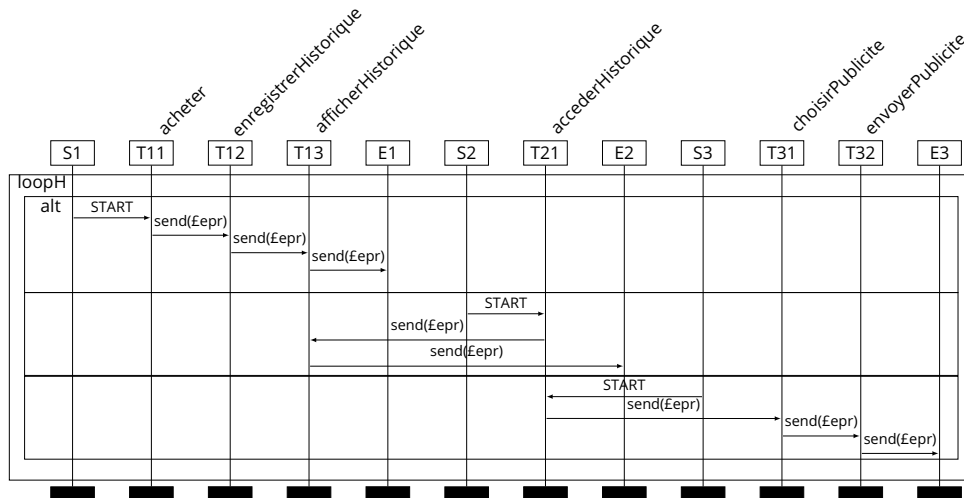 acheter
enregistrerHistorique
afficherHistorique
accederHistorique
choisirPublicite
envoyerPublicite
S1 T11 T12 T13 E1 S2 T21 E2 S3 T31 T32 E3
loopH
alt
START
send(£epr)
send(£epr)
send(£epr)
START
send(£epr)
send(£epr)
START
send(£epr)
send(£epr)
send(£epr)